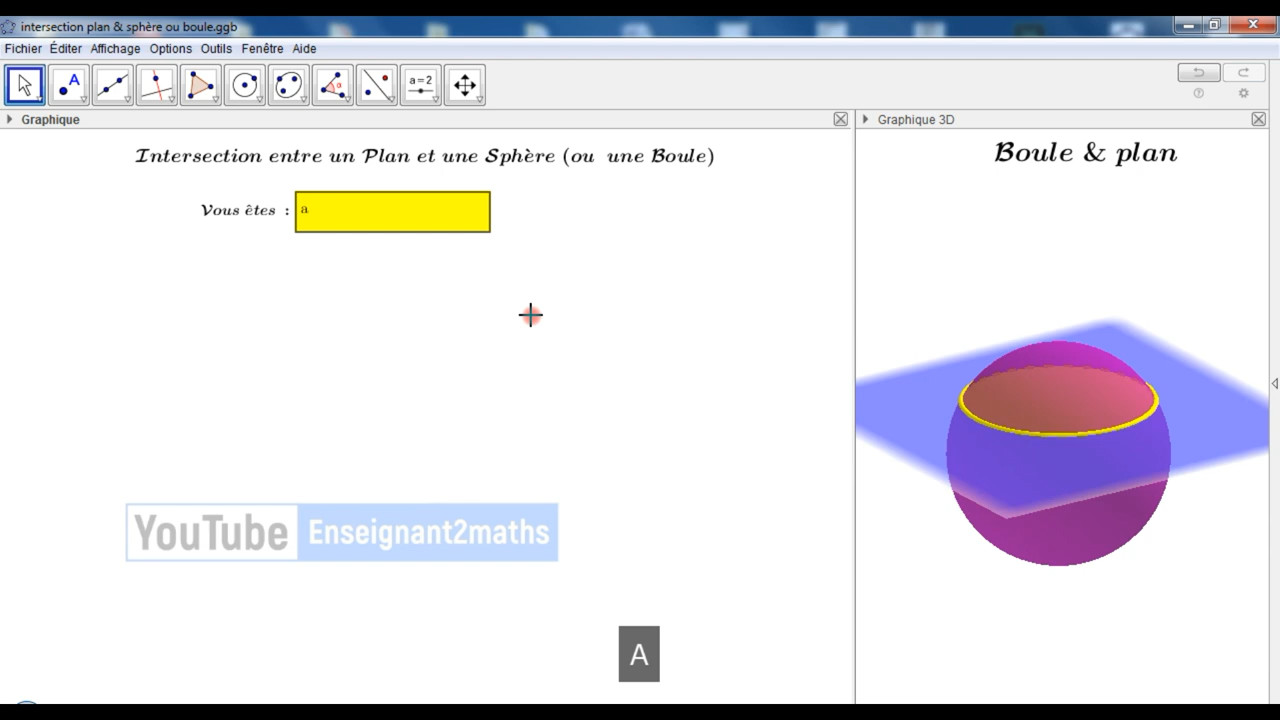 intersection plan & sphère ou boule.ggb
Fichier Éditer Affichage Options Outils Fenêtre Aide
A α a=2
Graphique
Graphique 3D
Intersection entre un Plan et une Sphère (ou une Boule)
Boule & plan
Vous êtes : a
YouTube Enseignant2maths
A